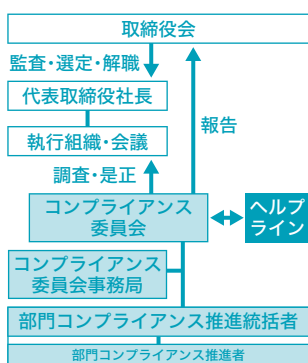 取締役会
監査・選定・解職
代表取締役社長
報告
執行組織・会議
調査・是正
コンプライアンス
委員会
ヘルプ
ライン
コンプライアンス
委員会事務局
部門コンプライアンス推進統括者
部門コンプライアンス推進者